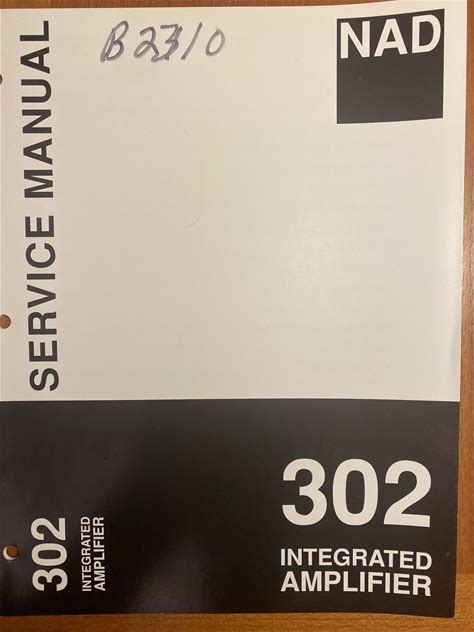 B2310
NAD
SERVICE MANUAL
302
INTEGRATED
AMPLIFIER
302
INTEGRATED
AMPLIFIER